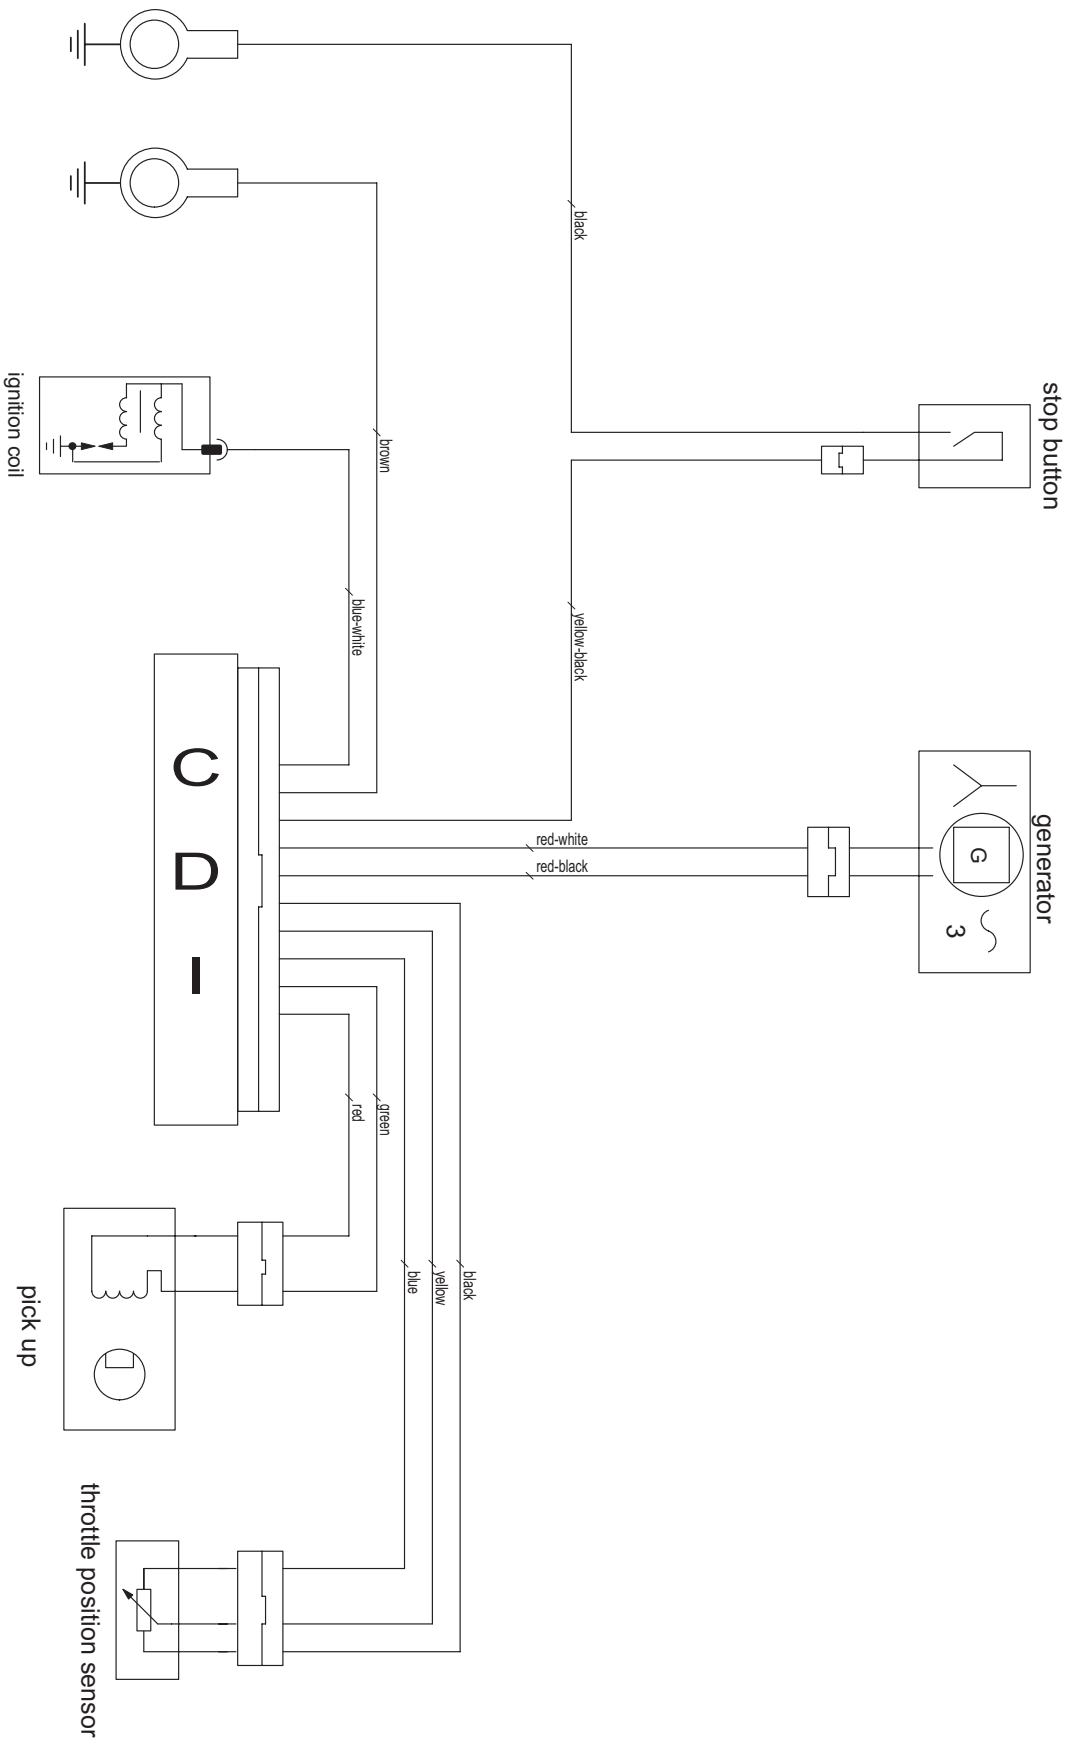 stop button
generator
G
3
black
yellow-black
red-white
red-black
brown
blue-white
ignition coil
C
D
I
red
green
blue
yellow
black
pick up
throttle position sensor